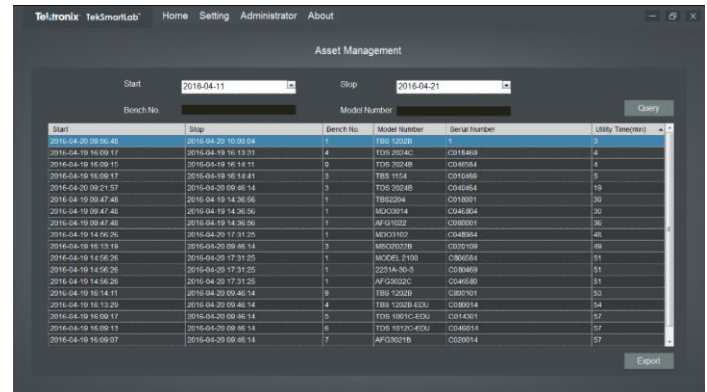 Tektronix TekSmartLab™ Home Setting Administrator About
Asset Management
Start 2016-04-11 Stop 2016-04-21
Bench No. Model Number Query
Start Stop Bench No. Model Number Serial Number Utility Time(min)
2016-04-20 09:56:48 2016-04-20 10:00:04 1 TBS 1202B 1 3
2016-04-19 16:09:17 2016-04-19 16:13:31 4 TDS 2024C C018469 4
2016-04-19 16:09:15 2016-04-19 16:14:11 9 TDS 2024B C046564 4
2016-04-19 16:09:17 2016-04-19 16:14:41 3 TBS 1154 C010469 5
2016-04-20 09:21:57 2016-04-20 09:46:14 3 TDS 2024B C040464 19
2016-04-19 09:47:48 2016-04-19 14:36:56 1 TBS2204 C010001 30
2016-04-19 09:47:48 2016-04-19 14:36:56 1 MDO3014 C046804 30
2016-04-19 09:47:48 2016-04-19 14:36:56 1 AFG1022 C080001 36
2016-04-19 14:56:26 2016-04-20 17:31:25 1 MDO3102 C048984 48
2016-04-19 16:13:19 2016-04-20 09:46:14 3 MSO2022B C020109 49
2016-04-19 14:56:26 2016-04-20 17:31:25 1 MODEL 2100 C806584 51
2016-04-19 14:56:26 2016-04-20 17:31:25 1 2231A-30-3 C080469 51
2016-04-19 14:56:26 2016-04-20 17:31:25 1 AFG3022C C046580 51
2016-04-19 16:14:11 2016-04-20 09:46:14 9 TBS 1202B C800101 53
2016-04-19 16:13:29 2016-04-20 09:46:14 4 TBS 1202B-EDU C080014 54
2016-04-19 16:09:17 2016-04-20 09:46:14 5 TDS 1001C-EDU C014301 57
2016-04-19 16:09:13 2016-04-20 09:46:14 6 TDS 1012C-EDU C046014 57
2016-04-19 16:09:07 2016-04-20 09:46:14 7 AFG3021B C020014 57
Export